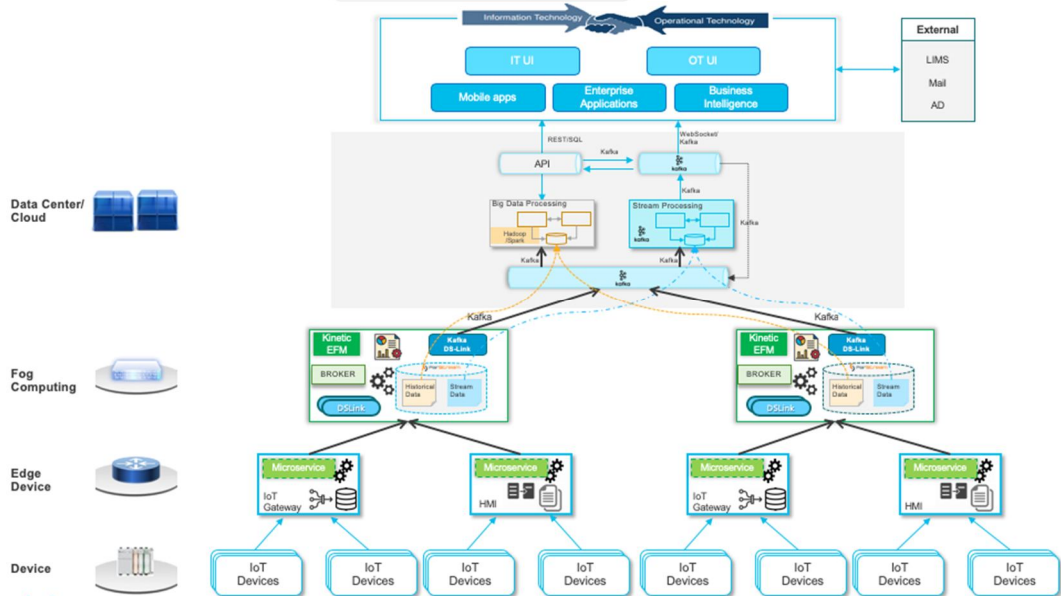 Information Technology
Operational Technology
IT UI
OT UI
Mobile apps
Enterprise
Applications
Business
Intelligence
External
LIMS
Mail
AD
REST/SQL
WebSocket/
Kafka
API
Kafka
kafka
Kafka
Kafka
Data Center/
Cloud
Big Data Processing
Hadoop
/Spark
Stream Processing
kafka
Kafka
Kafka
kafka
Kafka
Kafka
Fog
Computing
Kinetic
EFM
Kafka
DS-Link
BROKER
ParStream
Historical
Data
Stream
Data
DSLink
Kinetic
EFM
Kafka
DS-Link
BROKER
ParStream
Historical
Data
Stream
Data
DSLink
Edge
Device
Microservice
IoT
Gateway
Microservice
HMI
Microservice
IoT
Gateway
Microservice
HMI
Device
IoT
Devices
IoT
Devices
IoT
Devices
IoT
Devices
IoT
Devices
IoT
Devices
IoT
Devices
IoT
Devices